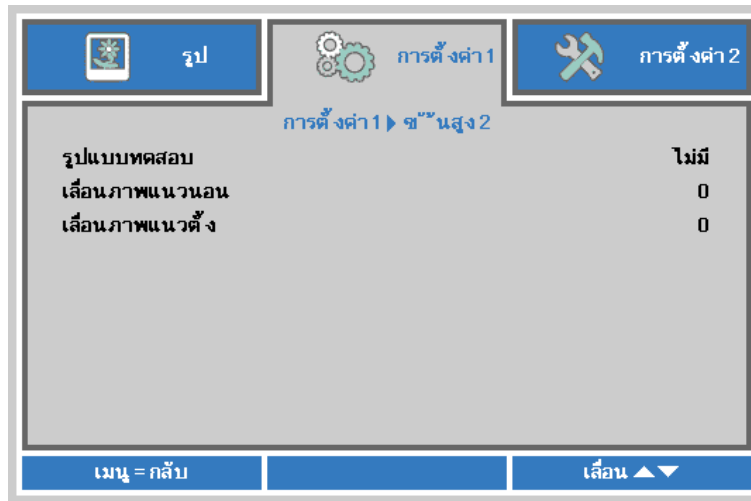 รูป
การตั้งค่า 1
การตั้งค่า 2
การตั้งค่า 1 ▶ ข ั ้นสูง 2
รูปแบบทดสอบ ไม่มี
เลื่อนภาพแนวนอน 0
เลื่อนภาพแนวตั้ง 0
เมนู = กลับ
เลื่อน ▲▼